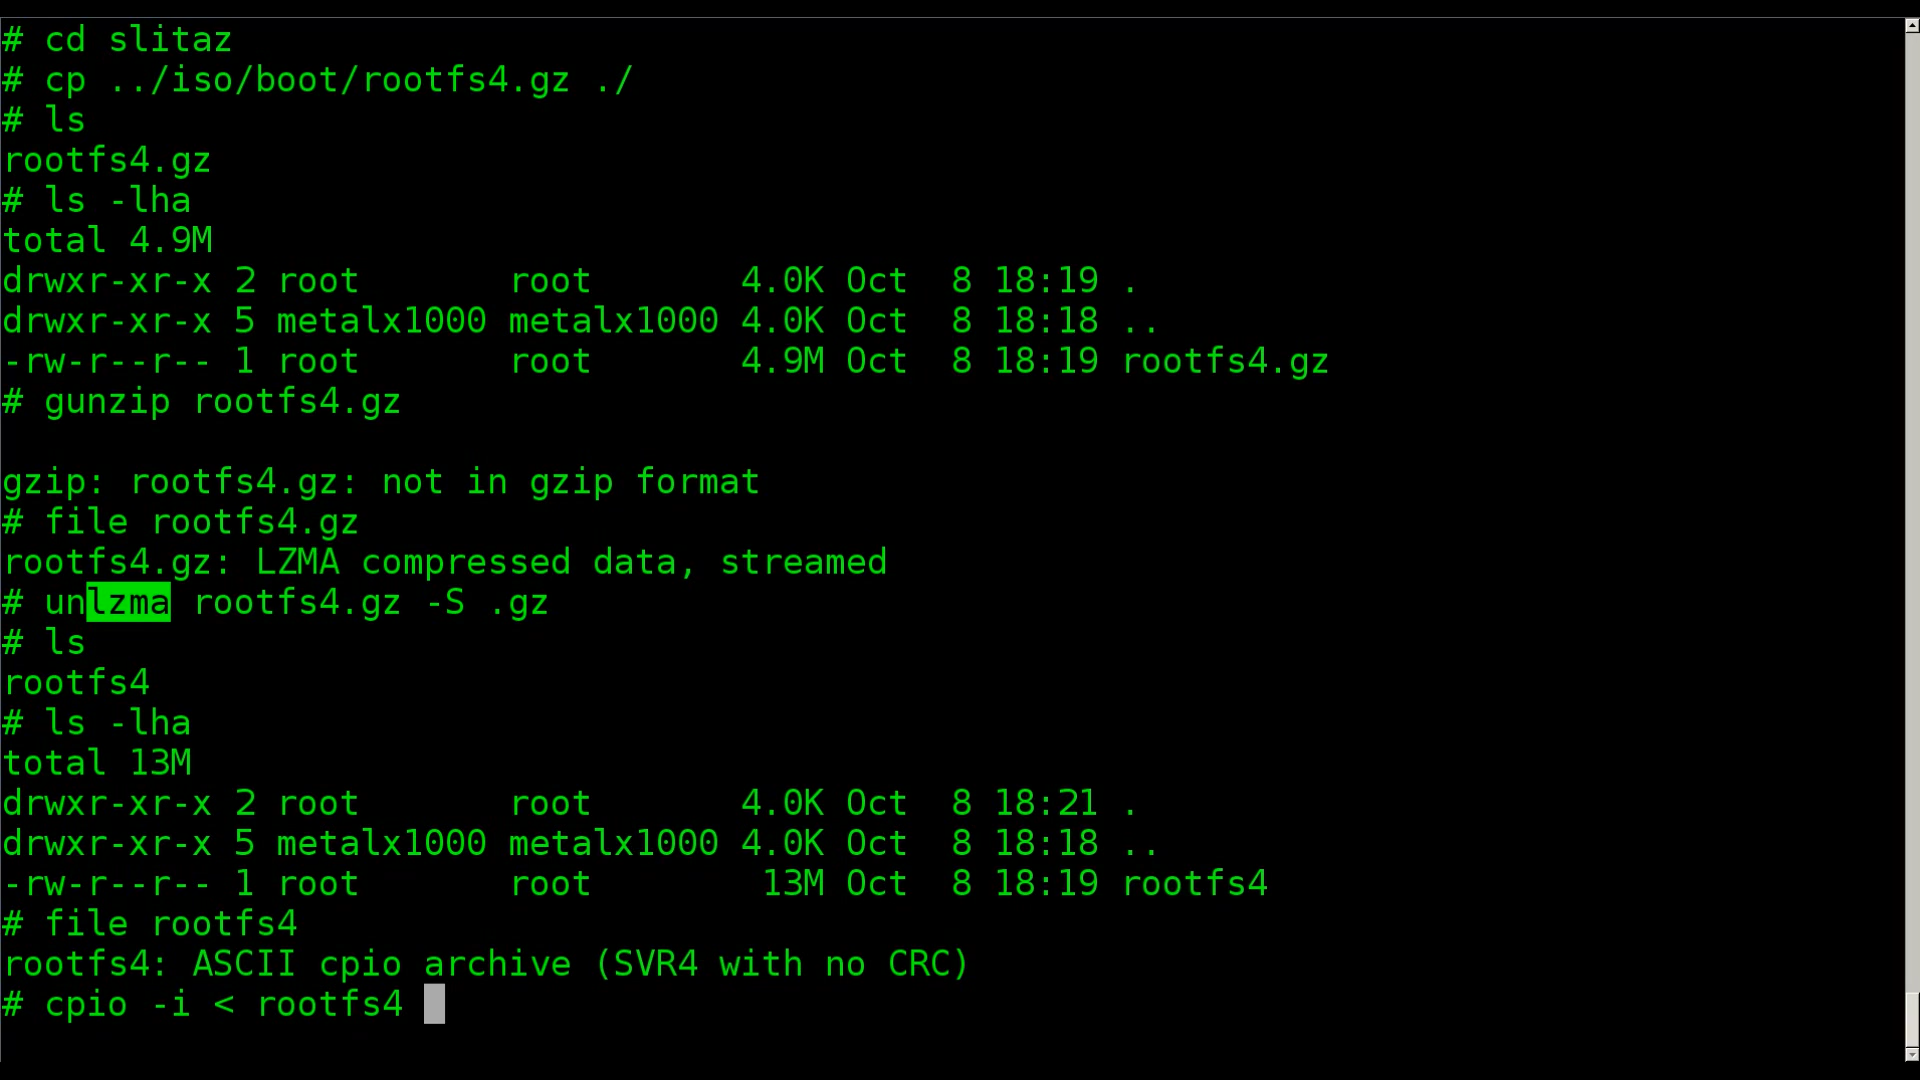 # cd slitaz
# cp ../iso/boot/rootfs4.gz ./
# ls
rootfs4.gz
# ls -lha
total 4.9M
drwxr-xr-x 2 root       root       4.0K Oct  8 18:19 .
drwxr-xr-x 5 metalx1000 metalx1000 4.0K Oct  8 18:18 ..
-rw-r--r-- 1 root       root       4.9M Oct  8 18:19 rootfs4.gz
# gunzip rootfs4.gz

gzip: rootfs4.gz: not in gzip format
# file rootfs4.gz
rootfs4.gz: LZMA compressed data, streamed
# unlzma rootfs4.gz -S .gz
# ls
rootfs4
# ls -lha
total 13M
drwxr-xr-x 2 root       root       4.0K Oct  8 18:21 .
drwxr-xr-x 5 metalx1000 metalx1000 4.0K Oct  8 18:18 ..
-rw-r--r-- 1 root       root        13M Oct  8 18:19 rootfs4
# file rootfs4
rootfs4: ASCII cpio archive (SVR4 with no CRC)
# cpio -i < rootfs4